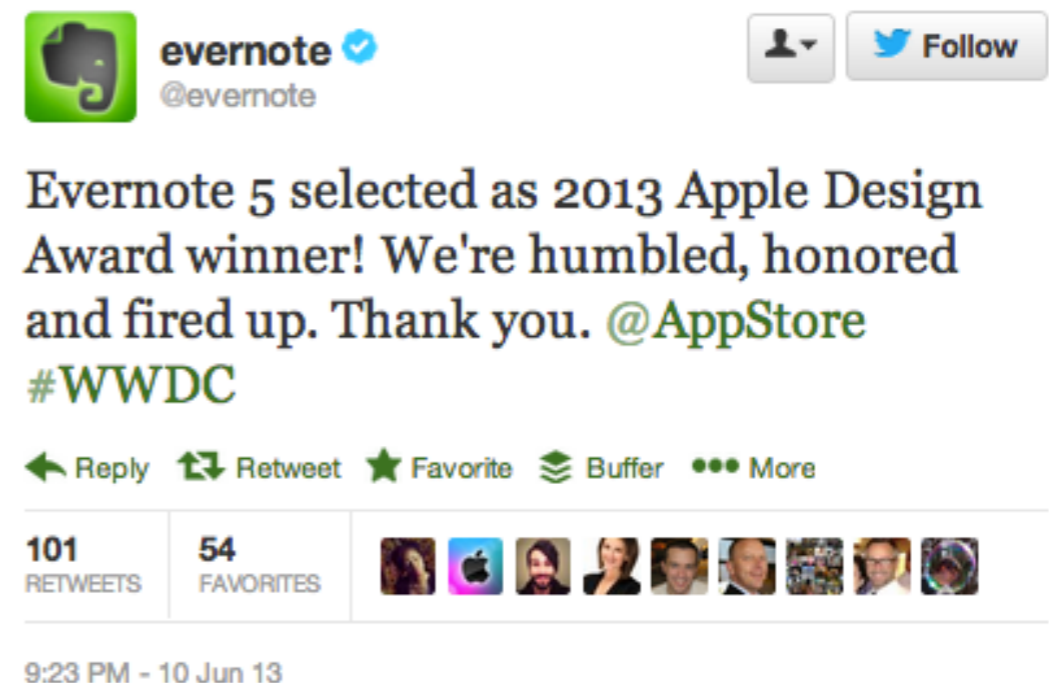 evernote
@evernote
Follow
Evernote 5 selected as 2013 Apple Design
Award winner! We're humbled, honored
and fired up. Thank you. @AppStore
#WWDC
Reply Retweet Favorite Buffer More
101 54
RETWEETS FAVORITES
9:23 PM - 10 Jun 13